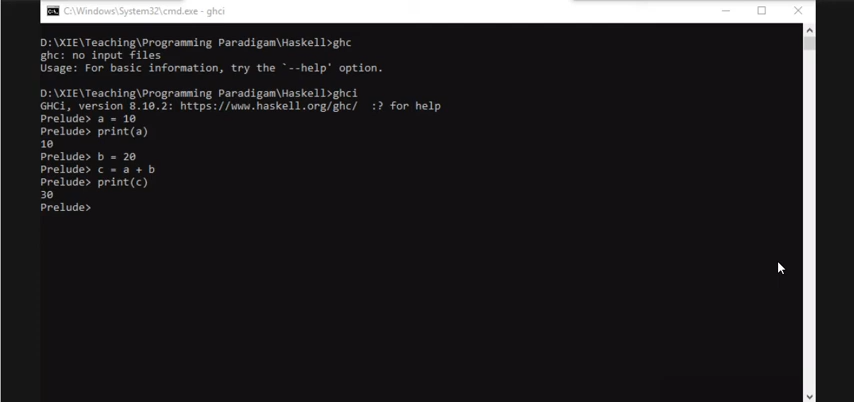 C:\Windows\System32\cmd.exe - ghci
D:\XIE\Teaching\Programming Paradigam\Haskell>ghc
ghc: no input files
Usage: For basic information, try the `--help' option.
D:\XIE\Teaching\Programming Paradigam\Haskell>ghci
GHCi, version 8.10.2: https://www.haskell.org/ghc/  :? for help
Prelude> a = 10
Prelude> print(a)
10
Prelude> b = 20
Prelude> c = a + b
Prelude> print(c)
30
Prelude>